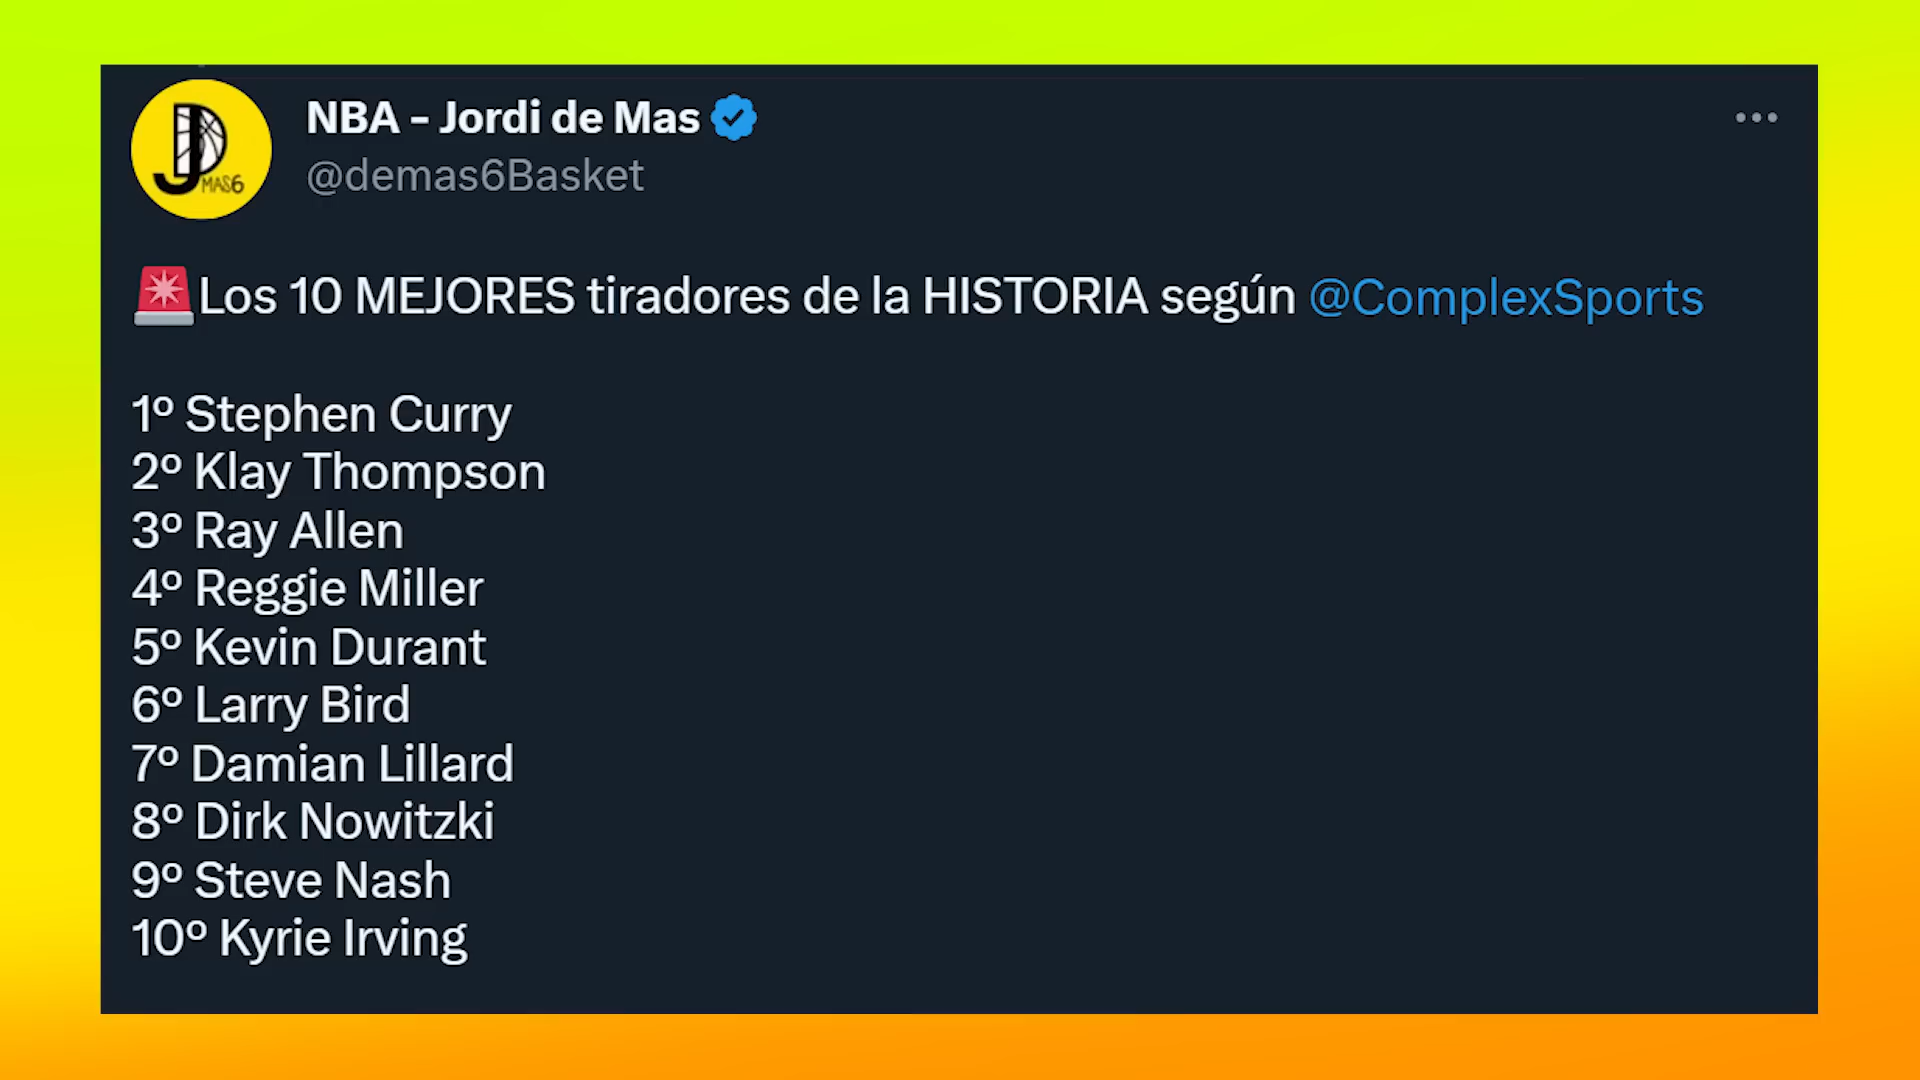 JD
MAS6
NBA - Jordi de Mas
@demas6Basket
🚨Los 10 MEJORES tiradores de la HISTORIA según @ComplexSports
1º Stephen Curry
2º Klay Thompson
3º Ray Allen
4º Reggie Miller
5º Kevin Durant
6º Larry Bird
7º Damian Lillard
8º Dirk Nowitzki
9º Steve Nash
10º Kyrie Irving